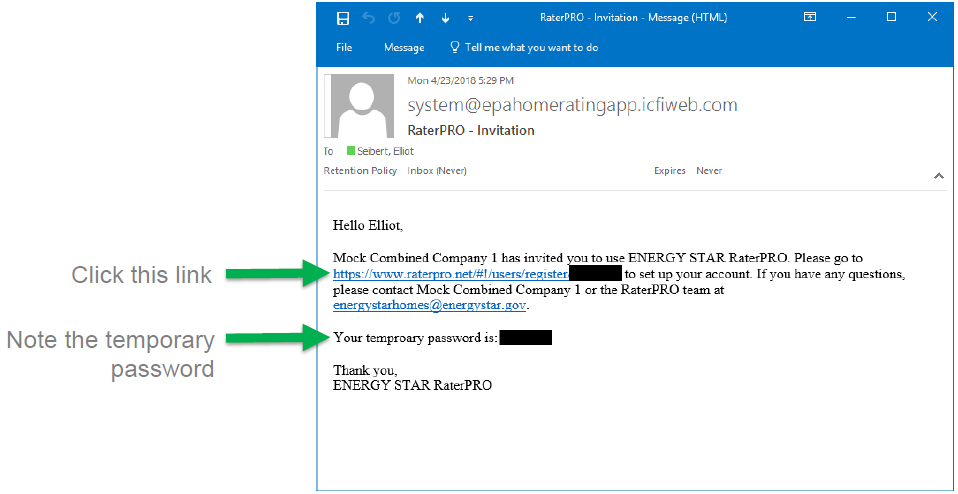 RaterPRO - Invitation - Message (HTML)
File Message Tell me what you want to do
Mon 4/23/2018 5:29 PM
system@epahomeratingapp.icfiweb.com
RaterPRO - Invitation
To Seibert, Eliot
Retention Policy Inbox (Never) Expires Never
Hello Elliot,
Mock Combined Company 1 has invited you to use ENERGY STAR RaterPRO. Please go to
Click this link
https://www.raterpro.net/#!/users/register/ to set up your account. If you have any questions,
please contact Mock Combined Company 1 or the RaterPRO team at
energystarhomes@energystar.gov.
Note the temporary
password
Your temproary password is:
Thank you,
ENERGY STAR RaterPRO